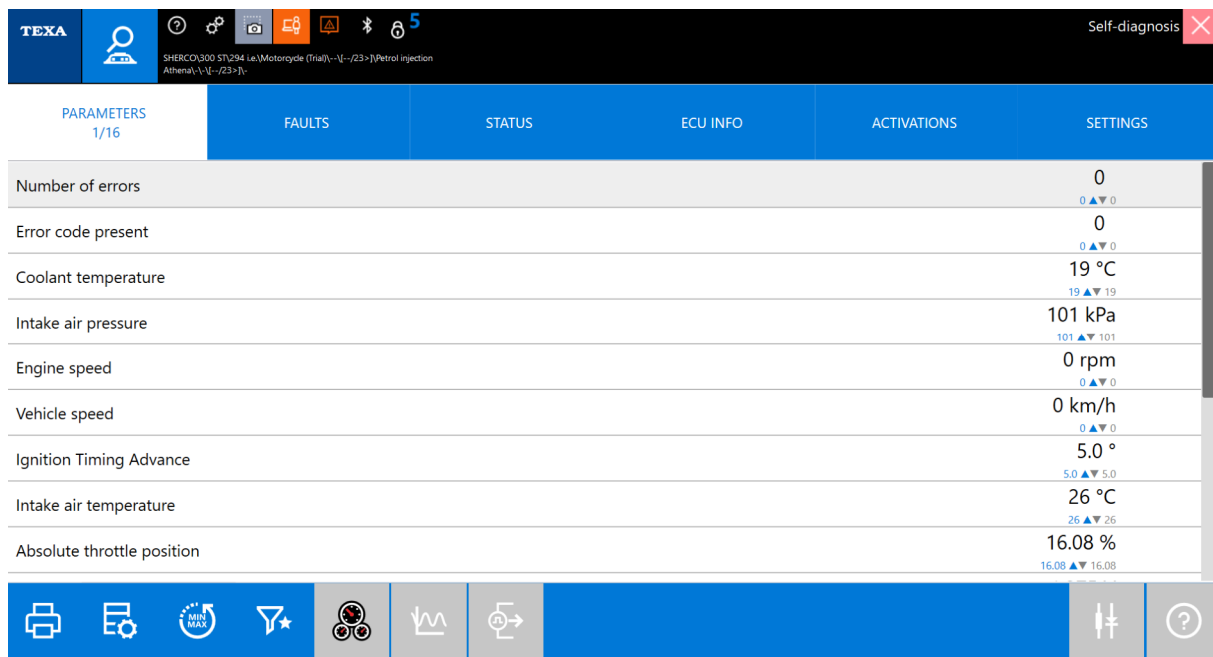 TEXA
5
Self-diagnosis
SHERCO\300 ST\294 i.e.\Motorcycle (Trial)\--\[--/23>]\Petrol injection
Athena\-\-\[--/23>]\-
PARAMETERS
1/16
FAULTS
STATUS
ECU INFO
ACTIVATIONS
SETTINGS
Number of errors
0
0 ▲▼ 0
Error code present
0
0 ▲▼ 0
Coolant temperature
19 °C
19 ▲▼ 19
Intake air pressure
101 kPa
101 ▲▼ 101
Engine speed
0 rpm
0 ▲▼ 0
Vehicle speed
0 km/h
0 ▲▼ 0
Ignition Timing Advance
5.0 °
5.0 ▲▼ 5.0
Intake air temperature
26 °C
26 ▲▼ 26
Absolute throttle position
16.08 %
16.08 ▲▼ 16.08
MIN
MAX